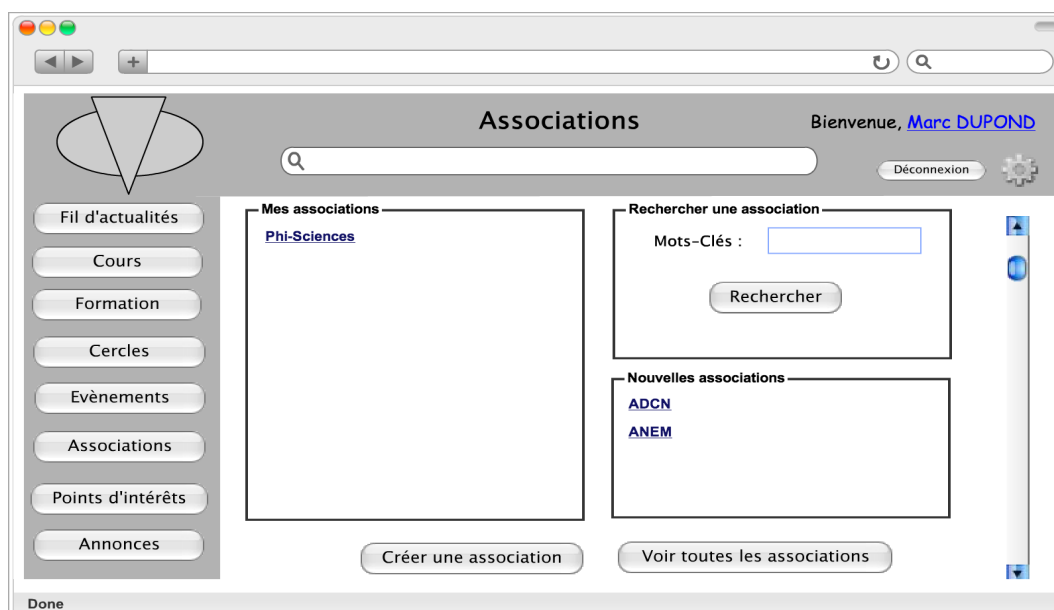 Associations
Bienvenue, Marc DUPOND
Déconnexion
Fil d'actualités
Cours
Formation
Cercles
Evènements
Associations
Points d'intérêts
Annonces
Mes associations
Phi-Sciences
Rechercher une association
Mots-Clés :
Rechercher
Nouvelles associations
ADCN
ANEM
Créer une association
Voir toutes les associations
Done